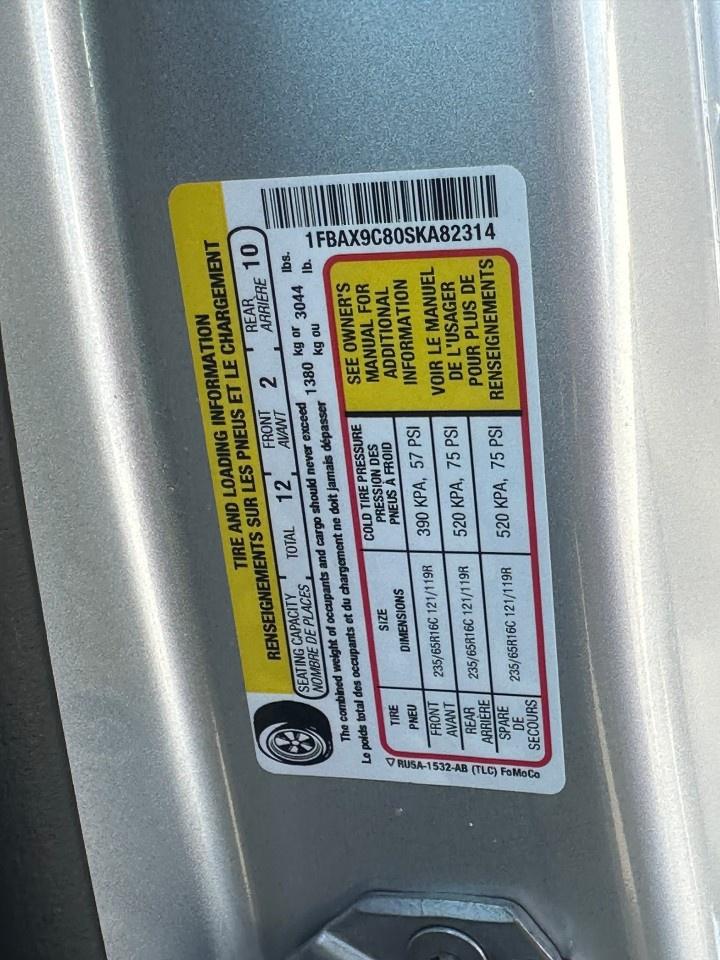 TIRE AND LOADING INFORMATION
RENSEIGNEMENTS SUR LES PNEUS ET LE CHARGEMENT
SEATING CAPACITY TOTAL 12 FRONT 2 REAR 10
NOMBRE DE PLACES AVANT ARRIÈRE
The combined weight of occupants and cargo should never exceed 1380 kg or 3044 lbs.
Le poids total des occupants et du chargement ne doit jamais dépasser kg ou lb.
1FBAX9C80SKA82314
TIRE SIZE COLD TIRE PRESSURE
PNEU DIMENSIONS PRESSION DES
PNEUS À FROID
FRONT 235/65R16C 121/119R 390 KPA, 57 PSI
AVANT
REAR 235/65R16C 121/119R 520 KPA, 75 PSI
ARRIÈRE
SPARE 235/65R16C 121/119R 520 KPA, 75 PSI
DE
SECOURS
SEE OWNER'S
MANUAL FOR
ADDITIONAL
INFORMATION
VOIR LE MANUEL
DE L'USAGER
POUR PLUS DE
RENSEIGNEMENTS
▽ RU5A-1532-AB (TLC) FoMoCo